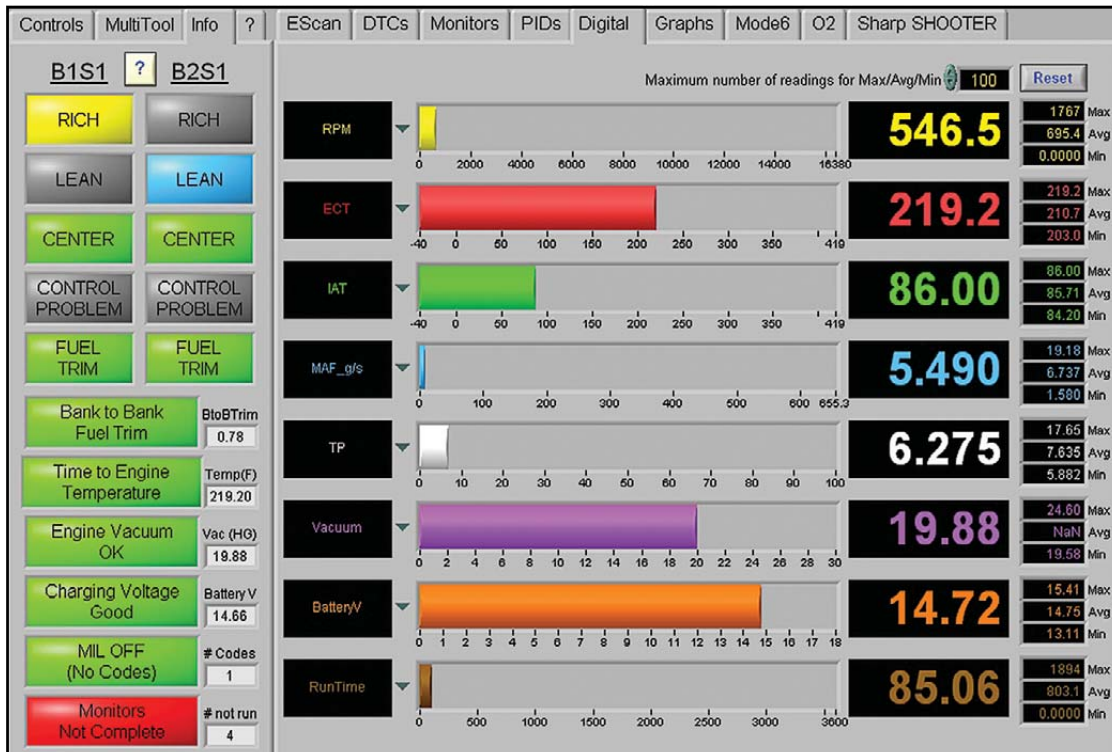 Controls MultiTool Info ?
EScan DTCs Monitors PIDs Digital Graphs Mode6 O2 Sharp SHOOTER
B1S1 ? B2S1
RICH RICH
LEAN LEAN
CENTER CENTER
CONTROL PROBLEM CONTROL PROBLEM
FUEL TRIM FUEL TRIM
Bank to Bank
Fuel Trim
BtoBTrim
0.78
Time to Engine
Temperature
Temp(F)
219.20
Engine Vacuum
OK
Vac (HG)
19.88
Charging Voltage
Good
Battery V
14.66
MIL OFF
(No Codes)
# Codes
1
Monitors
Not Complete
# not run
4
Maximum number of readings for Max/Avg/Min 100 Reset
RPM
0 2000 4000 6000 8000 10000 12000 14000 16380
546.5
1767 Max
695.4 Avg
0.0000 Min
ECT
-40 0 50 100 150 200 250 300 350 419
219.2
219.2 Max
210.7 Avg
203.0 Min
IAT
-40 0 50 100 150 200 250 300 350 419
86.00
86.00 Max
85.71 Avg
84.20 Min
MAF_g/s
0 100 200 300 400 500 600 655.3
5.490
19.18 Max
6.737 Avg
1.580 Min
TP
0 10 20 30 40 50 60 70 80 90 100
6.275
17.65 Max
7.635 Avg
5.882 Min
Vacuum
0 2 4 6 8 10 12 14 16 18 20 22 24 26 28 30
19.88
24.60 Max
NaN Avg
19.58 Min
BatteryV
0 1 2 3 4 5 6 7 8 9 10 11 12 13 14 15 16 17 18
14.72
15.41 Max
14.75 Avg
13.11 Min
RunTime
0 500 1000 1500 2000 2500 3000 3600
85.06
1894 Max
803.1 Avg
0.0000 Min